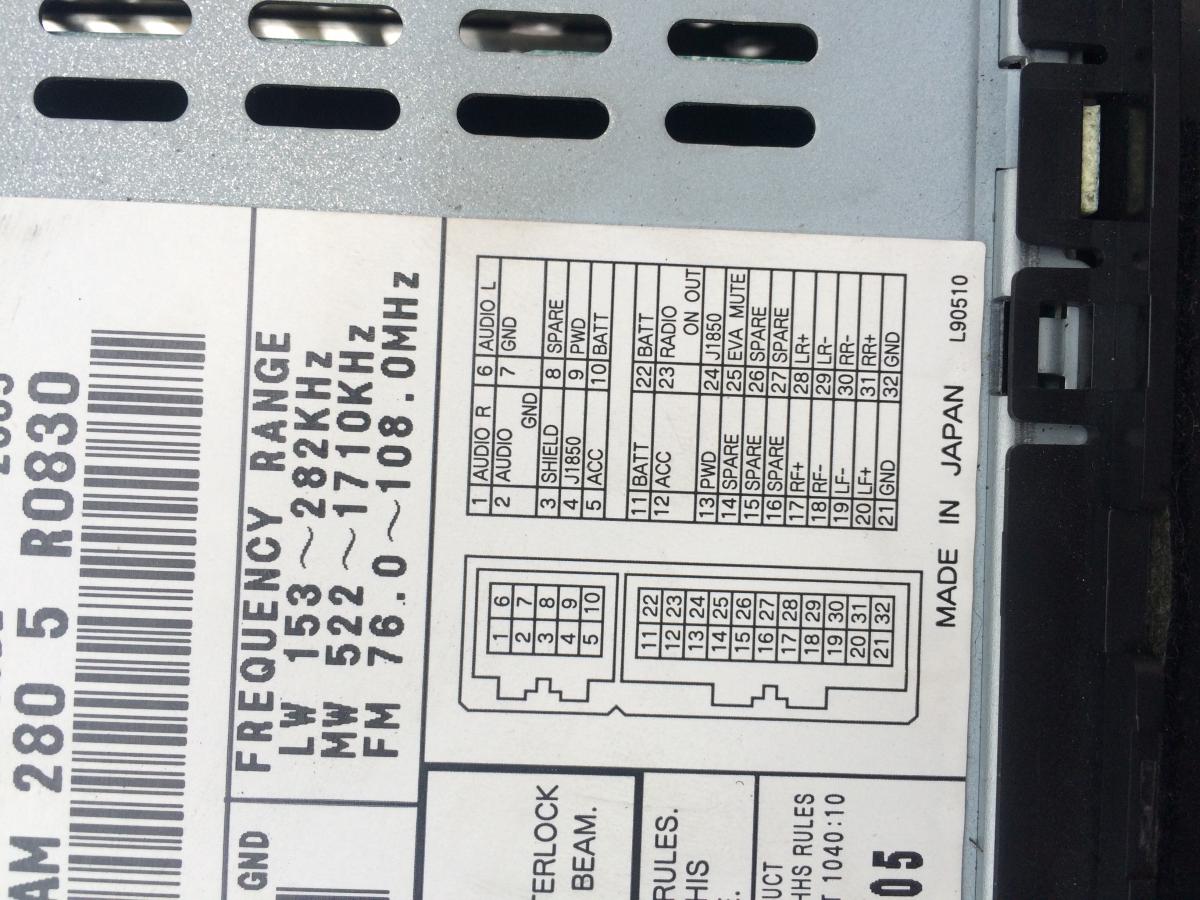 AM 280 5 R0830
FREQUENCY RANGE
LW 153～282KHz
MW 522～1710KHz
FM 76.0～108.0MHz
GND
1 AUDIO R 6 AUDIO L
2 AUDIO GND 7 GND
3 SHIELD 8 SPARE
4 J1850 9 PWD
5 ACC 10 BATT
11 BATT 22 BATT
12 ACC 23 RADIO ON OUT
13 PWD 24 J1850
14 SPARE 25 EVA MUTE
15 SPARE 26 SPARE
16 SPARE 27 SPARE
17 RF+ 28 LR+
18 RF- 29 LR-
19 LF- 30 RR-
20 LF+ 31 RR+
21 GND 32 GND
L90510
1 6
2 7
3 8
4 9
5 10
11 22
12 23
13 24
14 25
15 26
16 27
17 28
18 29
19 30
20 31
21 32
MADE IN JAPAN
TERLOCK
BEAM.
RULES.
HIS
UCT
HHS RULES
T 1040:10
05